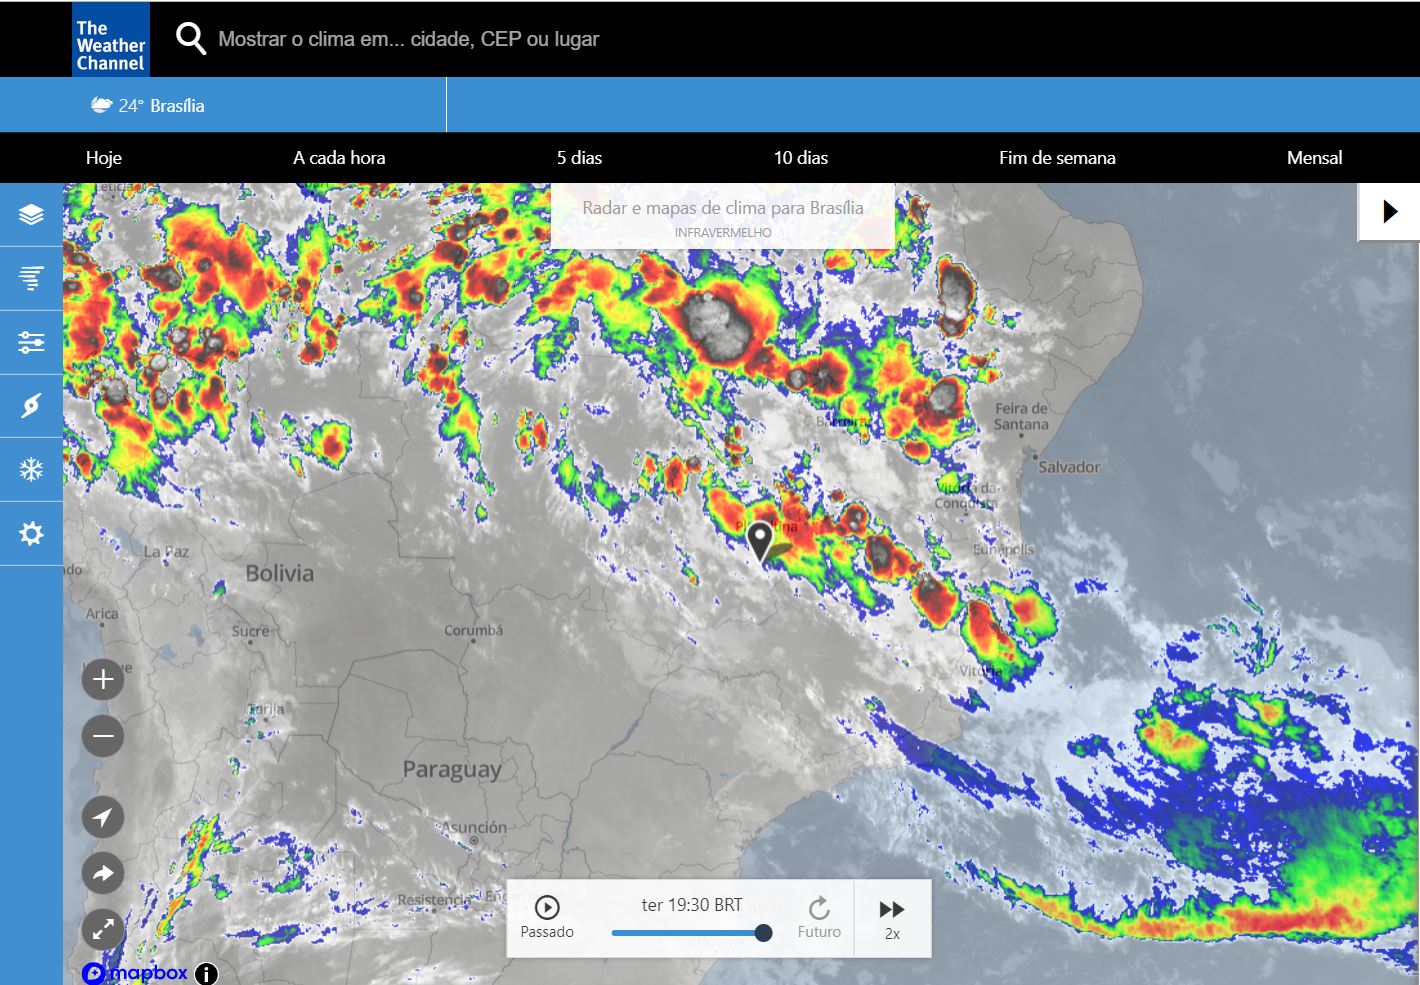 The
Weather
Channel
Mostrar o clima em... cidade, CEP ou lugar
24° Brasília
Hoje
A cada hora
5 dias
10 dias
Fim de semana
Mensal
Leticia
Radar e mapas de clima para Brasília
INFRAVERMELHO
Barreiras
Feira de
Santana
Salvador
Vitória da
Conquista
Planaltina
Eunápolis
La Paz
Bolivia
Arica
Sucre
Corumbá
Vitória
Tarija
Paraguay
Asunción
Resistencia
ter 19:30 BRT
Passado
Futuro
2x
mapbox